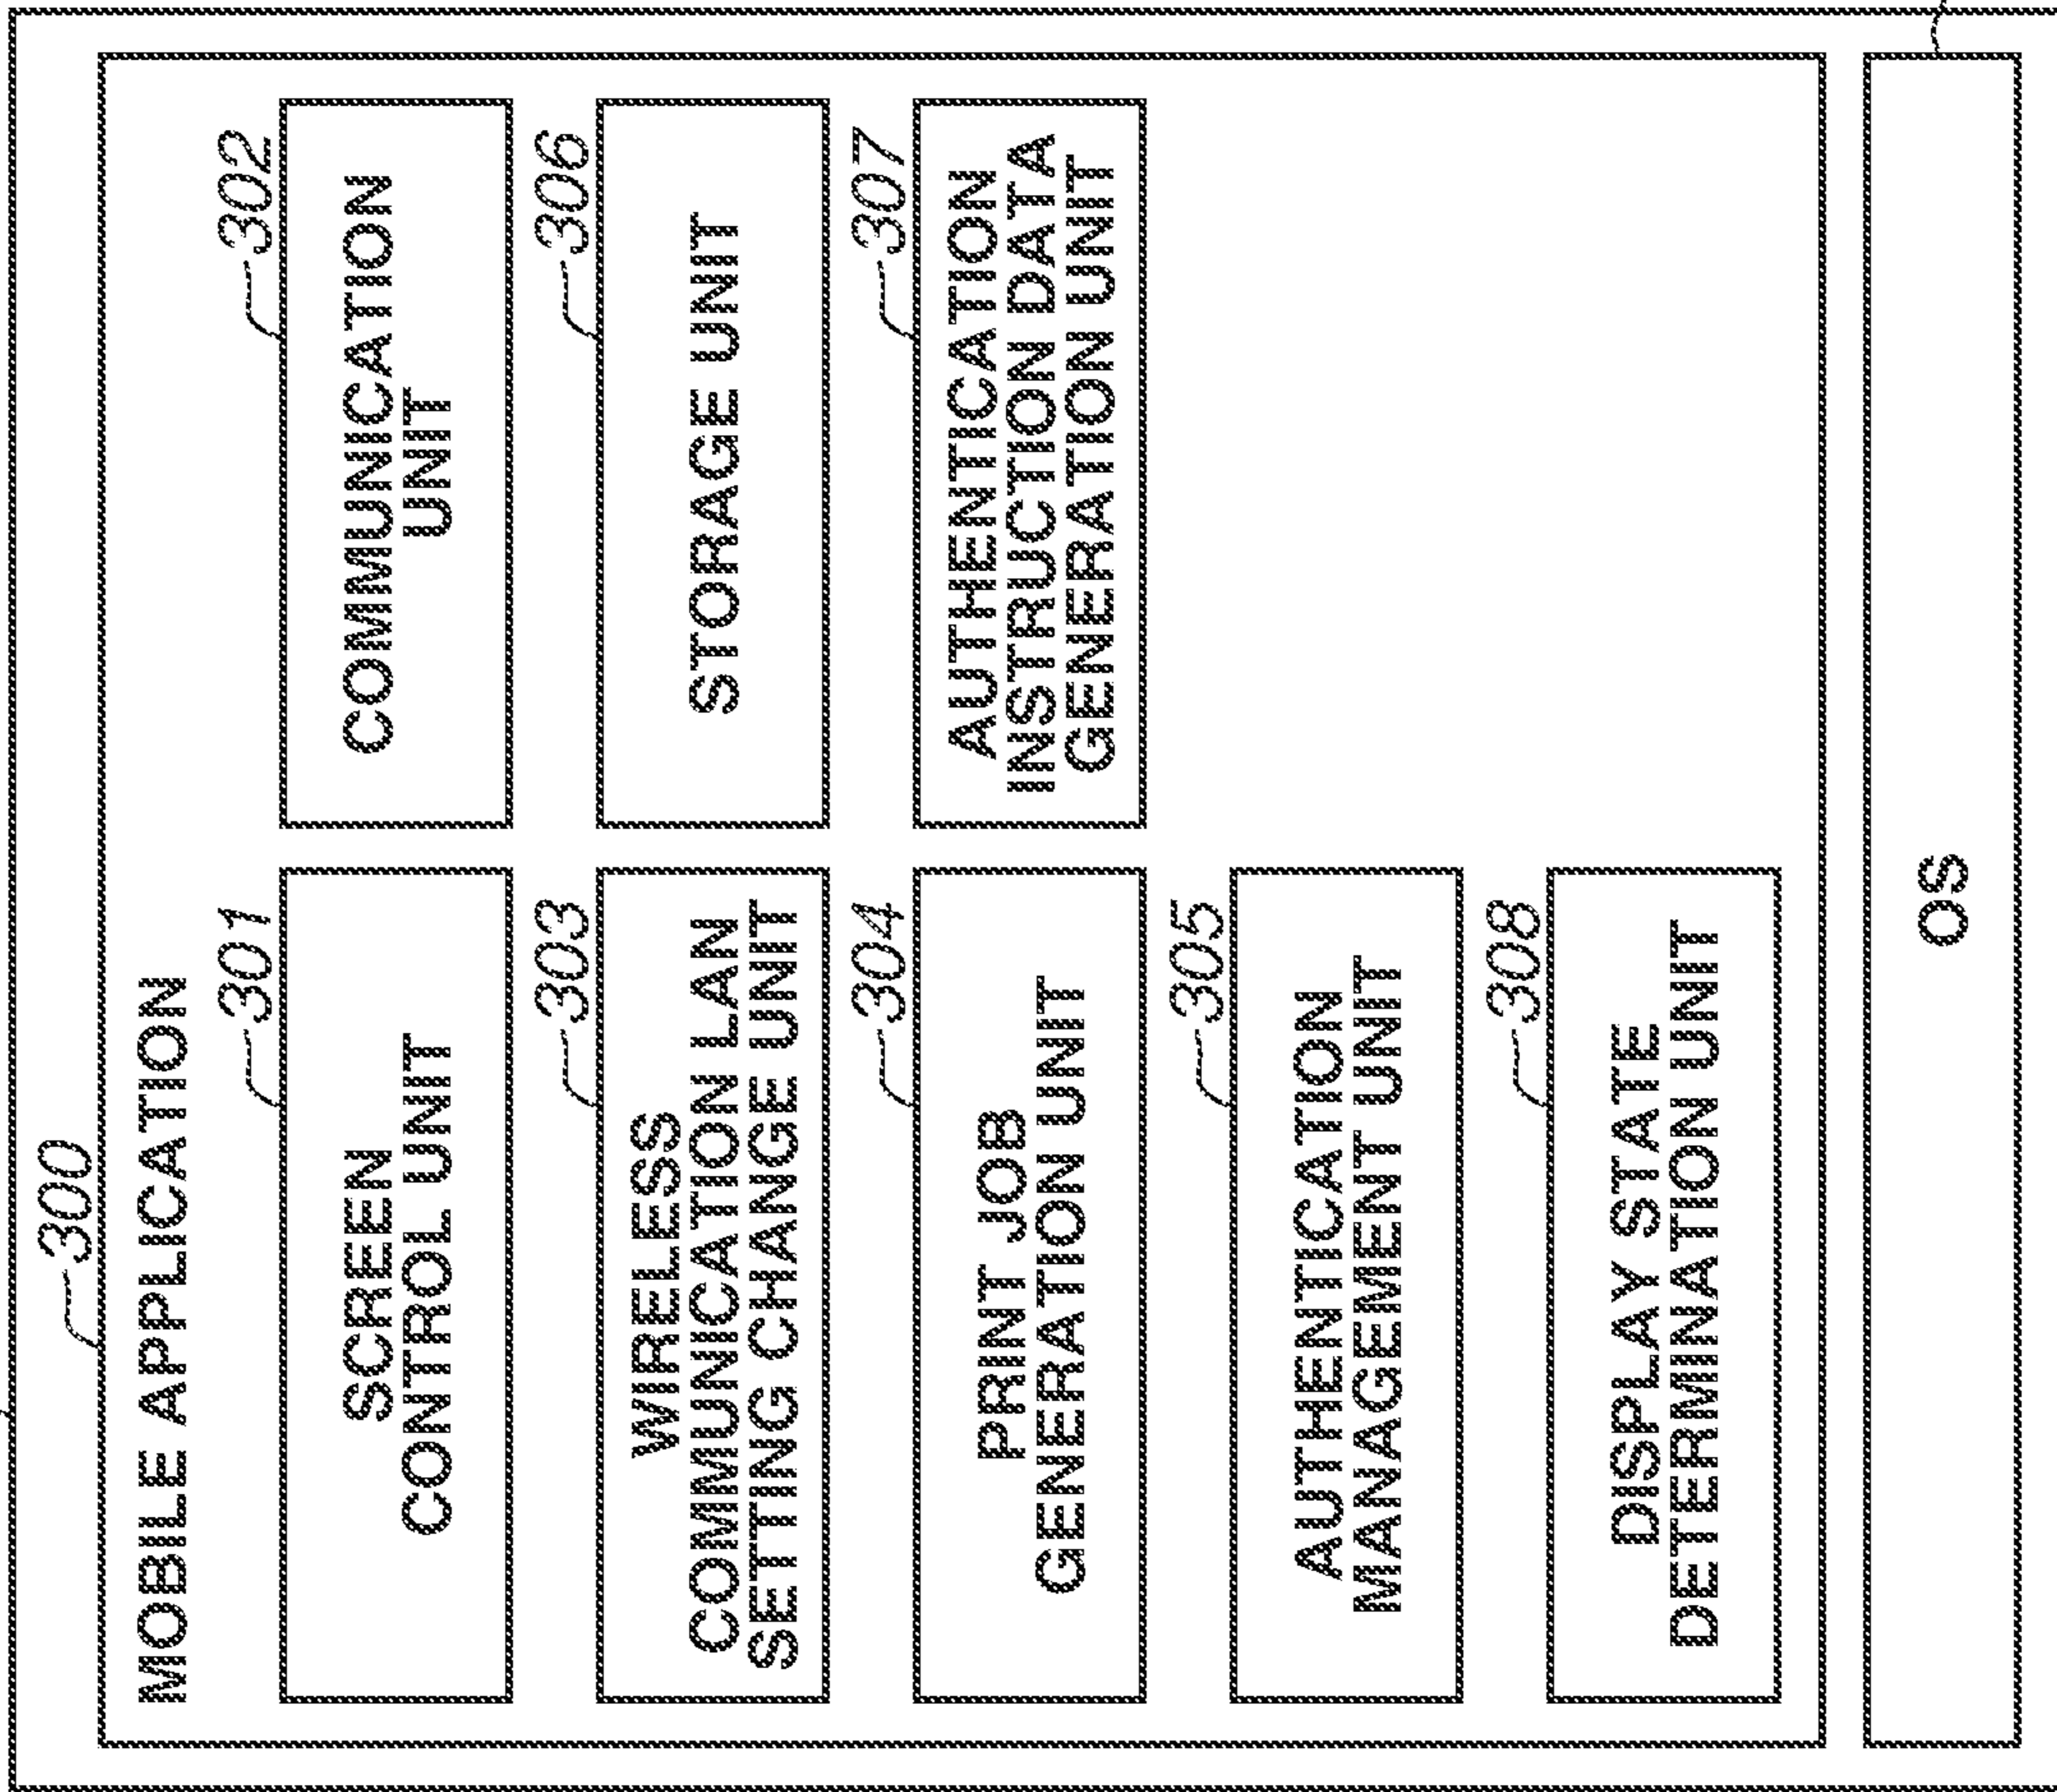 300
MOBILE APPLICATION
301
SCREEN
CONTROL UNIT
302
COMMUNICATION
UNIT
303
WIRELESS
COMMUNICATION LAN
SETTING CHANGE UNIT
306
STORAGE UNIT
304
PRINT JOB
GENERATION UNIT
307
AUTHENTICATION
INSTRUCTION DATA
GENERATION UNIT
305
AUTHENTICATION
MANAGEMENT UNIT
308
DISPLAY STATE
DETERMINATION UNIT
OS